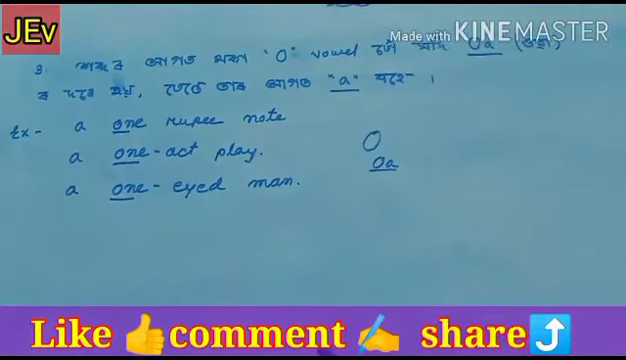 JEv
Made with KINEMASTER
3. শব্দৰ আগত থকা "O" vowel টো যদি Oa (ৱা)
ৰ দৰে হয়, তেন্তে তাৰ আগত "a" বহে ।
Ex- a one rupee note
a one-act play.
a one-eyed man.
O
Oa
Like 👍comment ✍️ share⤴️